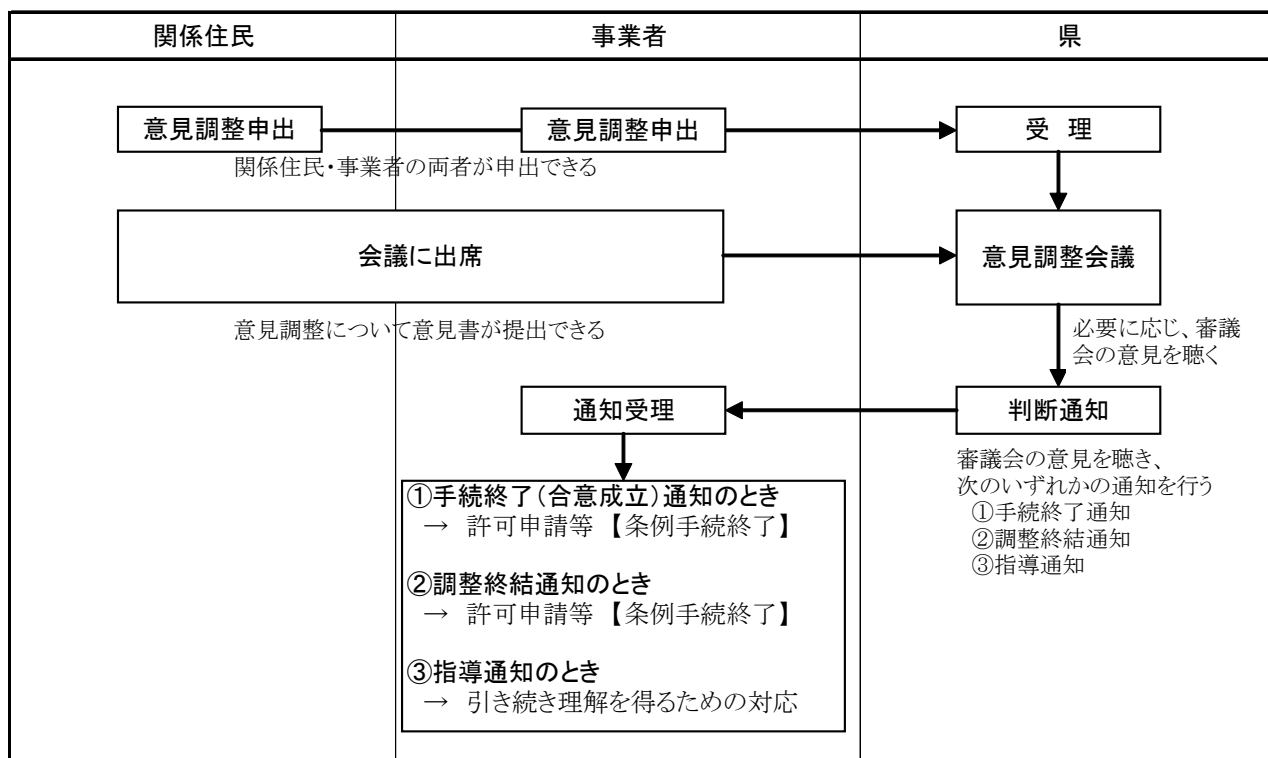 関係住民
事業者
県
意見調整申出
意見調整申出
受 理
関係住民・事業者の両者が申出できる
会議に出席
意見調整会議
意見調整について意見書が提出できる
必要に応じ、審議
会の意見を聴く
通知受理
判断通知
審議会の意見を聴き、
次のいずれかの通知を行う
①手続終了通知
②調整終結通知
③指導通知
①手続終了（合意成立）通知のとき
→ 許可申請等 【条例手続終了】
②調整終結通知のとき
→ 許可申請等 【条例手続終了】
③指導通知のとき
→ 引き続き理解を得るための対応